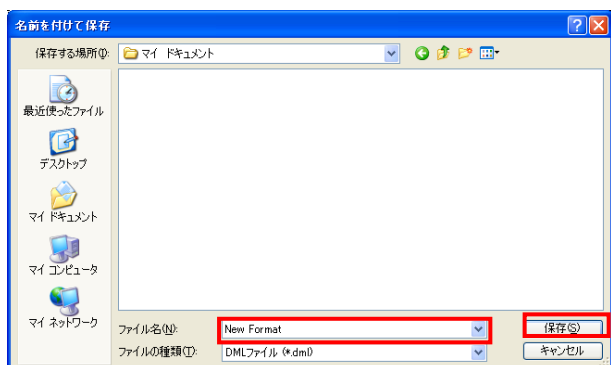 名前を付けて保存
保存する場所(I): マイ ドキュメント
最近使ったファイル
デスクトップ
マイ ドキュメント
マイ コンピュータ
マイ ネットワーク
ファイル名(N): New Format 保存(S)
ファイルの種類(T): DMLファイル (*.dml) キャンセル